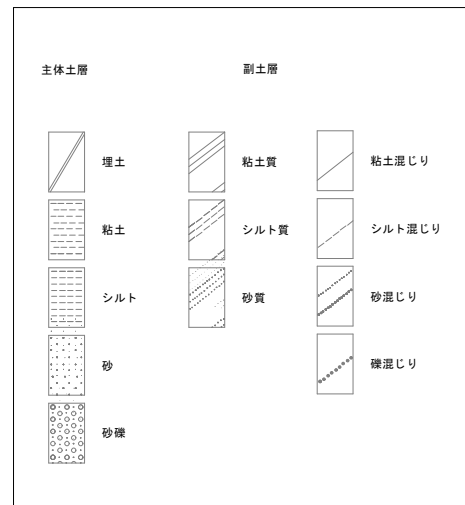 主体土層
副土層
埋土
粘土質
粘土混じり
粘土
シルト質
シルト混じり
シルト
砂質
砂混じり
砂
礫混じり
砂礫